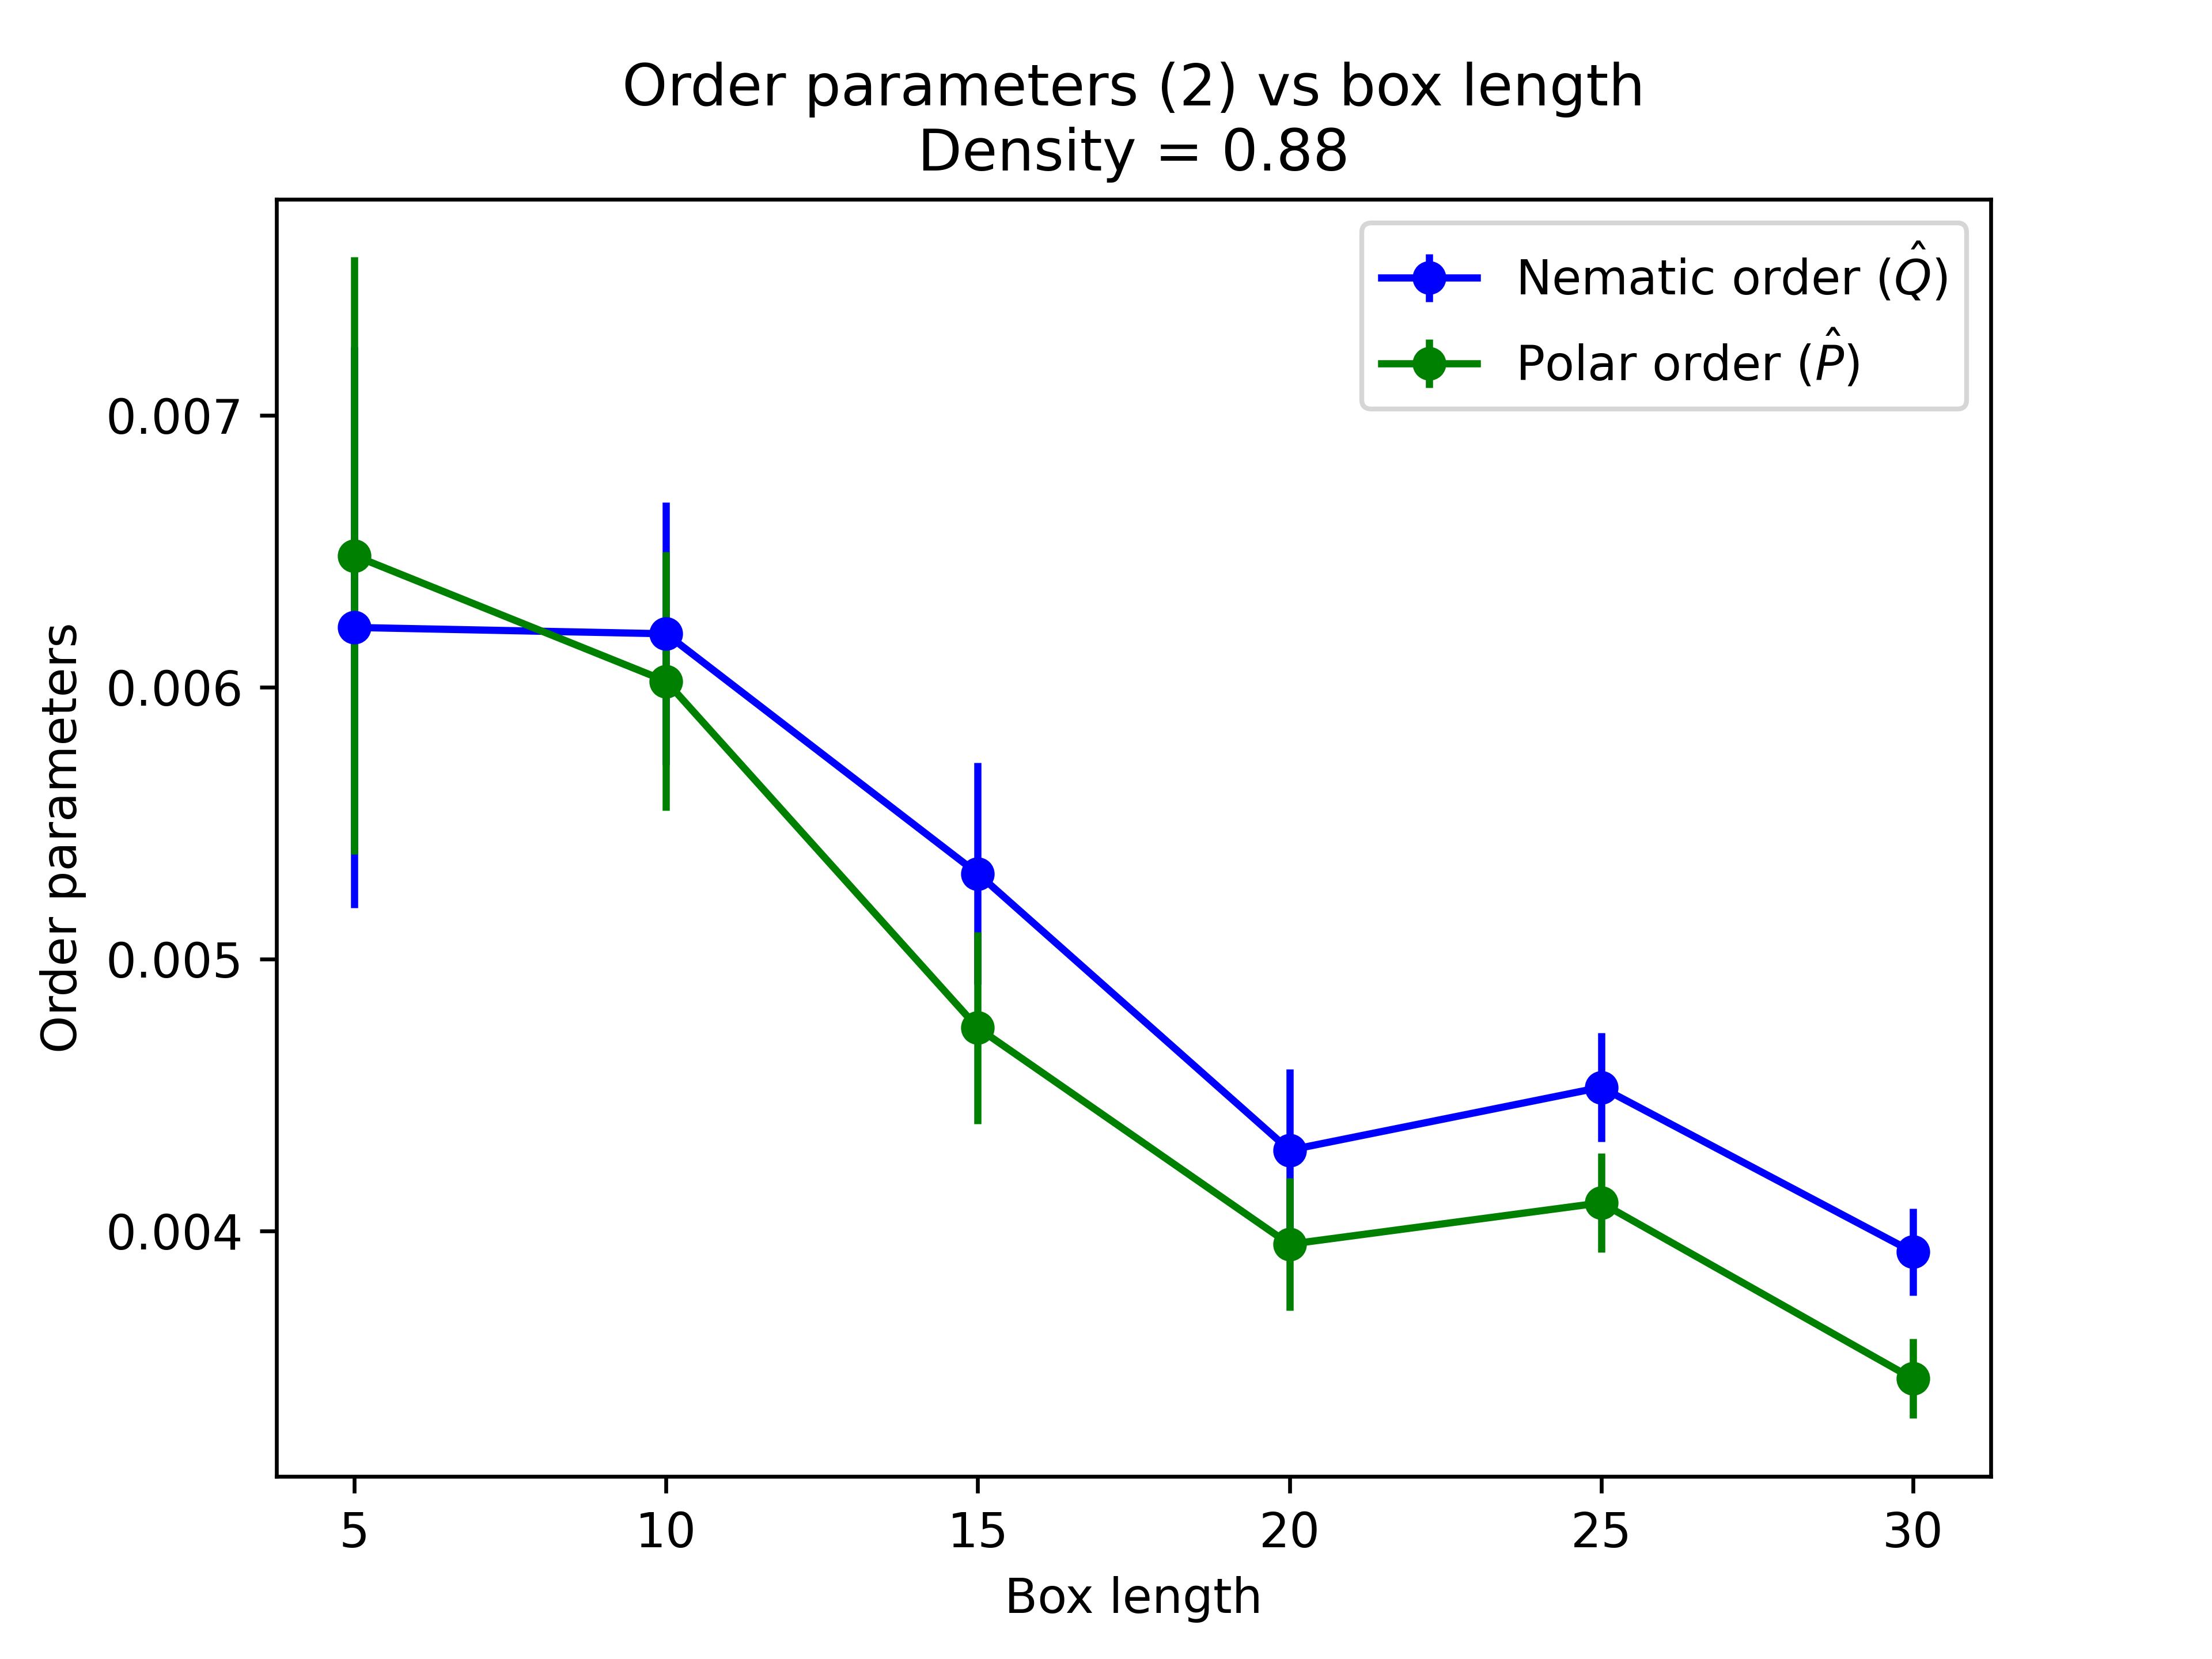 Order parameters (2) vs box length
Density = 0.88
Nematic order (Q̂)
Polar order (P̂)
Order parameters
0.007
0.006
0.005
0.004
5 10 15 20 25 30
Box length